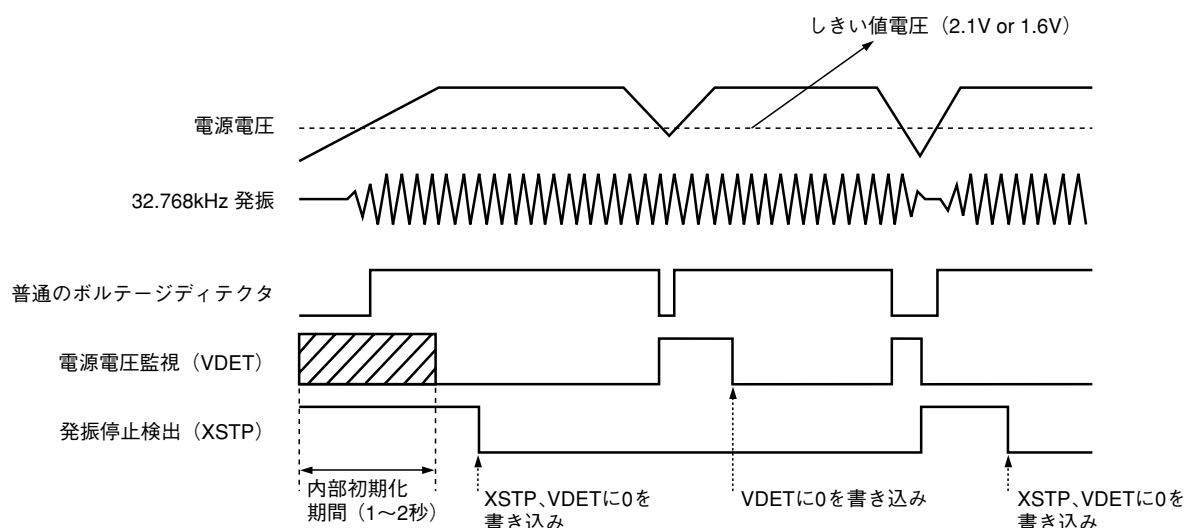 しきい値電圧（2.1V or 1.6V）
電源電圧
32.768kHz 発振
普通のボルテージディテクタ
電源電圧監視（VDET）
発振停止検出（XSTP）
内部初期化
期間（1～2秒）
XSTP、VDETに0を
書き込み
VDETに0を書き込み
XSTP、VDETに0を
書き込み